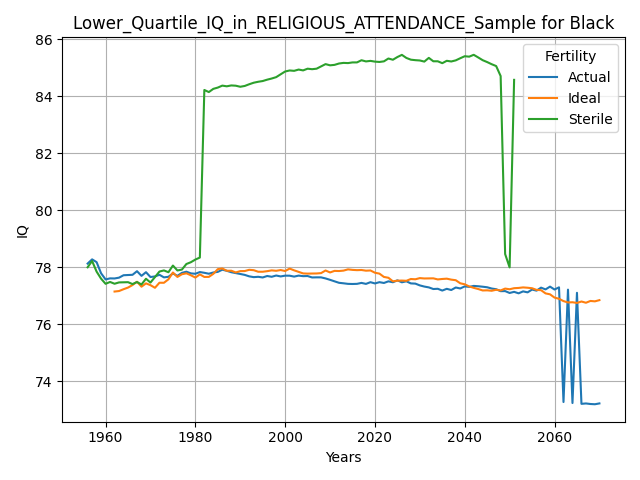 Lower_Quartile_IQ_in_RELIGIOUS_ATTENDANCE_Sample for Black
Fertility
Actual
Ideal
Sterile
IQ
86
84
82
80
78
76
74
1960 1980 2000 2020 2040 2060
Years